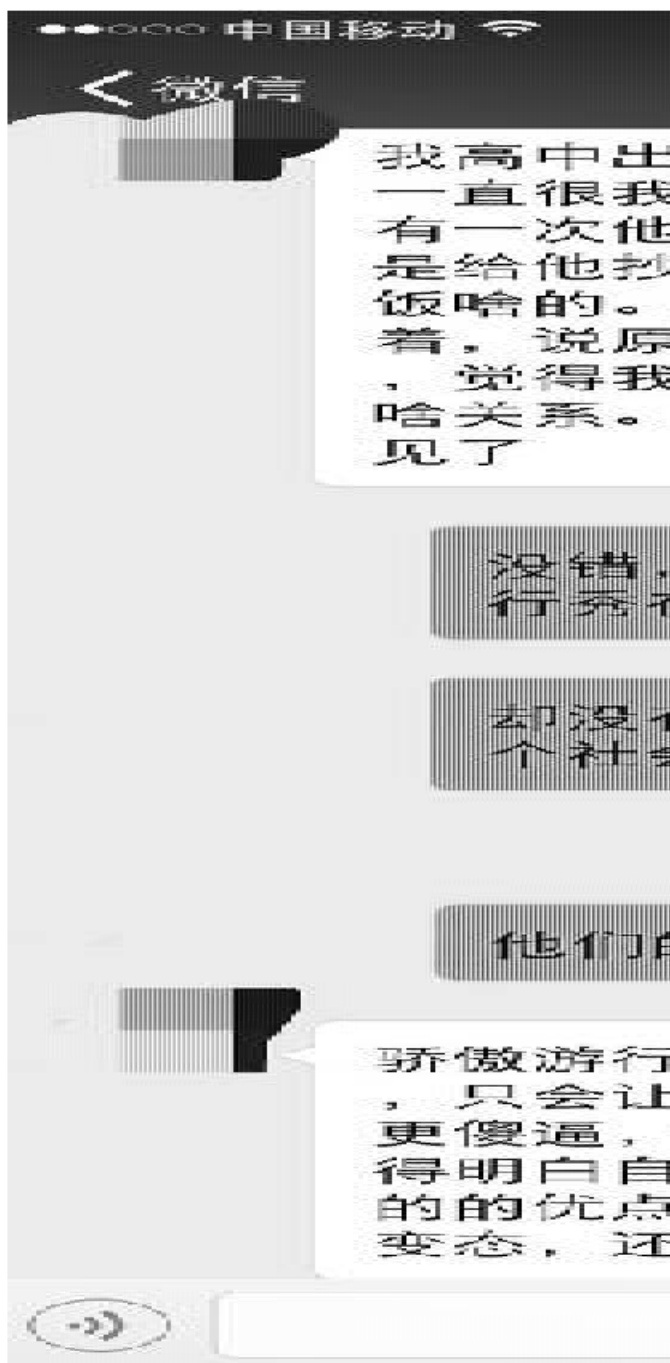 中国移动
微信
我高中出
一直很我
有一次他
是给他抄
饭啥的。
着，说原
，觉得我
啥关系。
见了
没错，
行秀
却没有
个社会
他们的
骄傲游行
，只会让
更傻逼，
得明白自
的的优点
变态，还